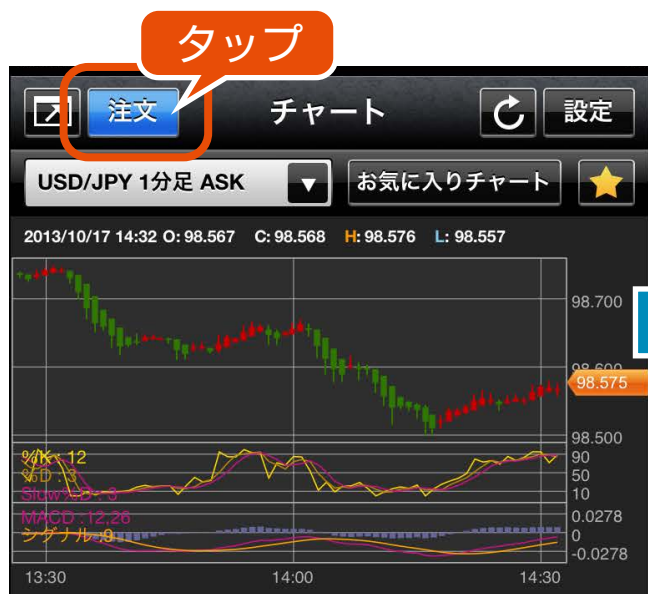 タップ
注文 チャート 設定
USD/JPY 1分足 ASK ▼ お気に入りチャート
2013/10/17 14:32 O: 98.567 C: 98.568 H: 98.576 L: 98.557
98.700
98.600
98.575
98.500
%K : 12 90
%D : 3 50
Slow%D : 3 10
MACD :12,26 0.0278
シグナル :9 0
-0.0278
13:30 14:00 14:30